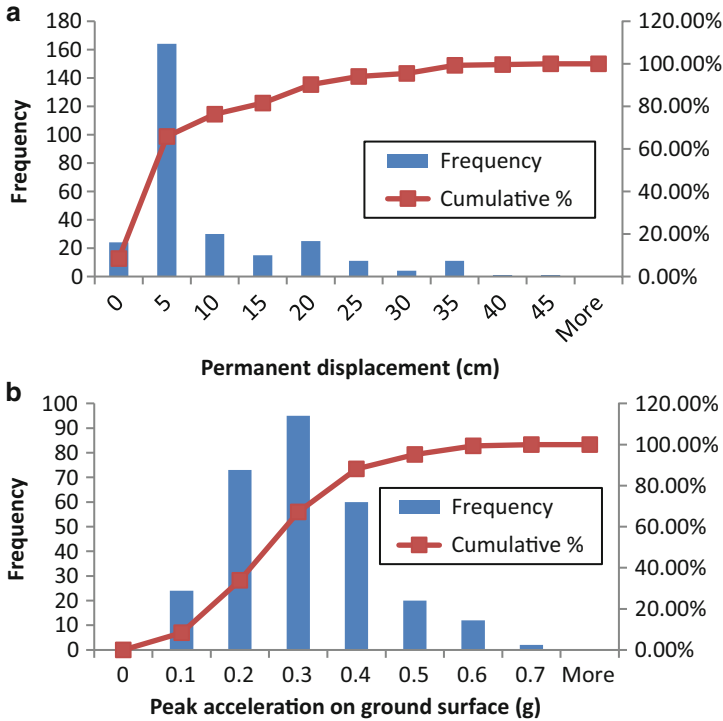 a
180
160
140
120
100
80
60
40
20
0
Frequency
120.00%
100.00%
80.00%
60.00%
40.00%
20.00%
0.00%
Frequency
Cumulative %
0 5 10 15 20 25 30 35 40 45 More
Permanent displacement (cm)
b
100
90
80
70
60
50
40
30
20
10
0
Frequency
120.00%
100.00%
80.00%
60.00%
40.00%
20.00%
0.00%
Frequency
Cumulative %
0 0.1 0.2 0.3 0.4 0.5 0.6 0.7 More
Peak acceleration on ground surface (g)